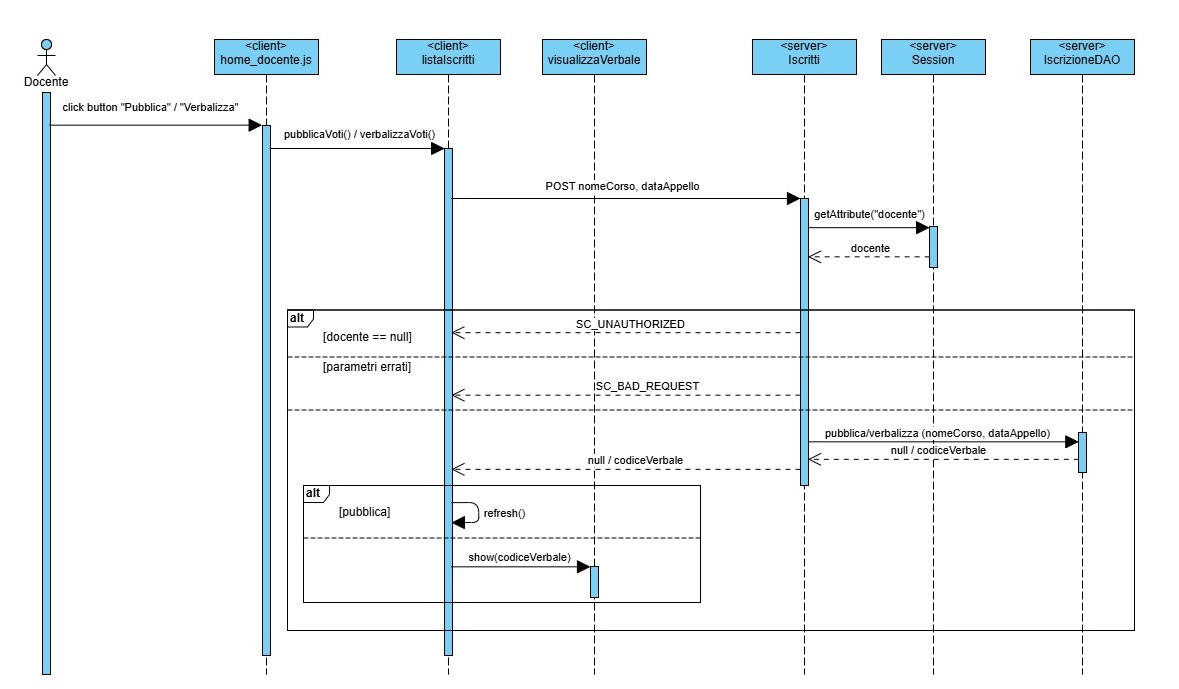 <client>
home_docente.js
<client>
listaIscritti
<client>
visualizzaVerbale
<server>
Iscritti
<server>
Session
<server>
IscrizioneDAO
Docente
click button "Pubblica" / "Verbalizza"
pubblicaVoti() / verbalizzaVoti()
POST nomeCorso, dataAppello
getAttribute("docente")
docente
alt
SC_UNAUTHORIZED
[docente == null]
[parametri errati]
SC_BAD_REQUEST
pubblica/verbalizza (nomeCorso, dataAppello)
null / codiceVerbale
null / codiceVerbale
alt
[pubblica]
refresh()
show(codiceVerbale)